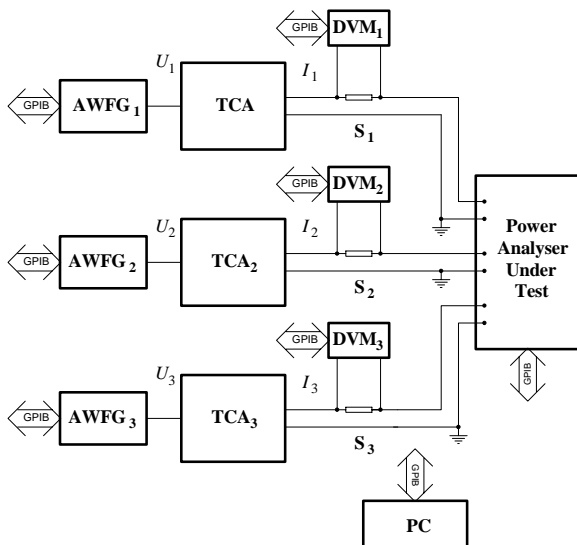 GPIB
DVM1
U1
I1
GPIB
AWFG1
TCA
S1
GPIB
DVM2
U2
I2
GPIB
AWFG2
TCA2
S2
Power
Analyser
Under
Test
GPIB
DVM3
U3
I3
GPIB
AWFG3
TCA3
S3
GPIB
GPIB
PC